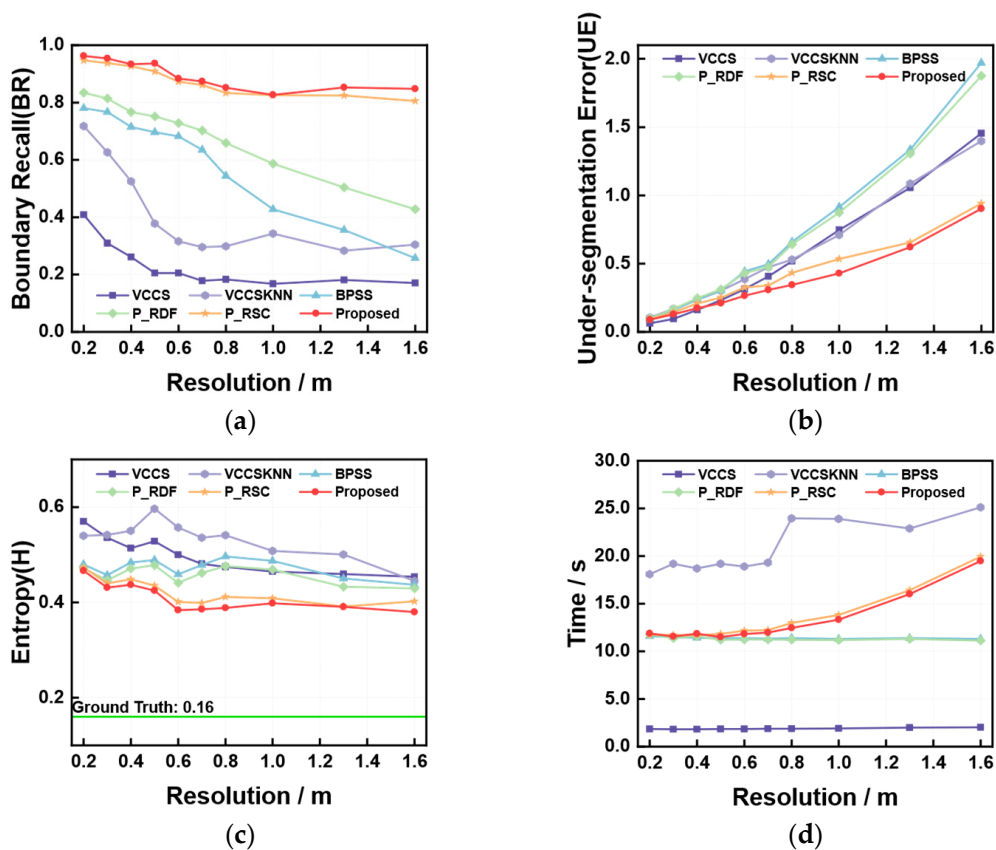 Boundary Recall(BR)
1.0
0.8
0.6
0.4
0.2
0.0
VCCS VCCSKNN BPSS
P_RDF P_RSC Proposed
0.2 0.4 0.6 0.8 1.0 1.2 1.4 1.6
Resolution / m
(a)
Under-segmentation Error(UE)
2.0
1.5
1.0
0.5
0.0
VCCS VCCSKNN BPSS
P_RDF P_RSC Proposed
0.2 0.4 0.6 0.8 1.0 1.2 1.4 1.6
Resolution / m
(b)
Entropy(H)
0.6
0.4
0.2
VCCS VCCSKNN BPSS
P_RDF P_RSC Proposed
Ground Truth: 0.16
0.2 0.4 0.6 0.8 1.0 1.2 1.4 1.6
Resolution / m
(c)
Time / s
30.0
25.0
20.0
15.0
10.0
5.0
0.0
VCCS VCCSKNN BPSS
P_RDF P_RSC Proposed
0.2 0.4 0.6 0.8 1.0 1.2 1.4 1.6
Resolution / m
(d)